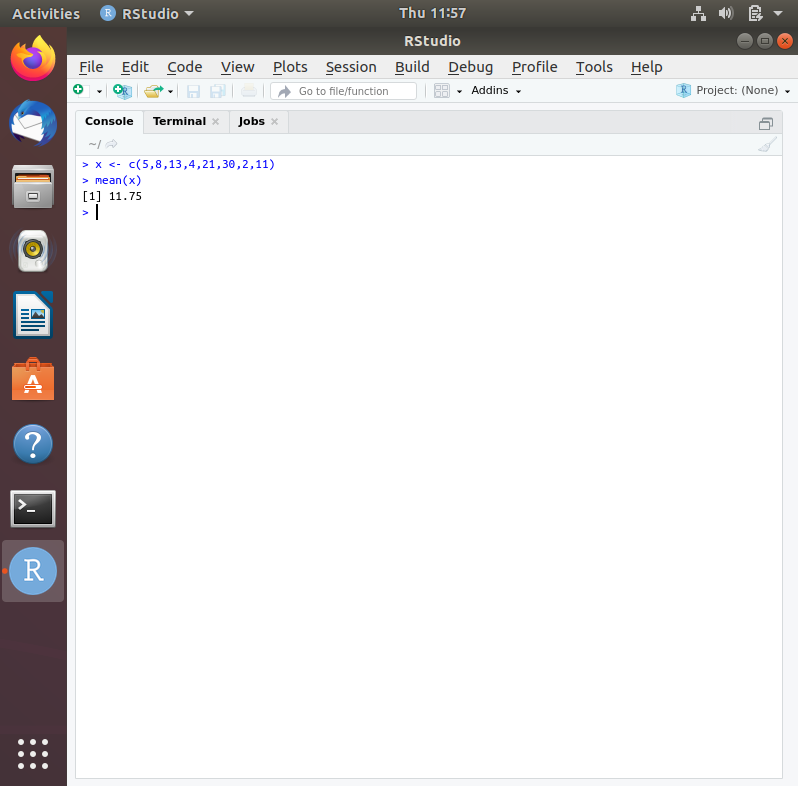 Activities RStudio Thu 11:57
RStudio
File Edit Code View Plots Session Build Debug Profile Tools Help
Go to file/function Addins Project: (None)
Console Terminal Jobs
~/
> x <- c(5,8,13,4,21,30,2,11)
> mean(x)
[1] 11.75
>